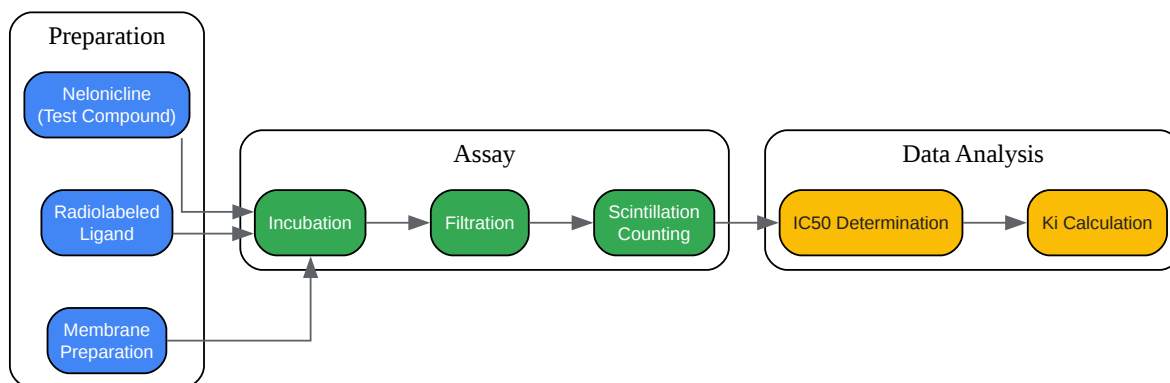 Preparation
Nelonicline
(Test Compound)
Radiolabeled
Ligand
Membrane
Preparation
Assay
Incubation
Filtration
Scintillation
Counting
Data Analysis
IC50 Determination
Ki Calculation